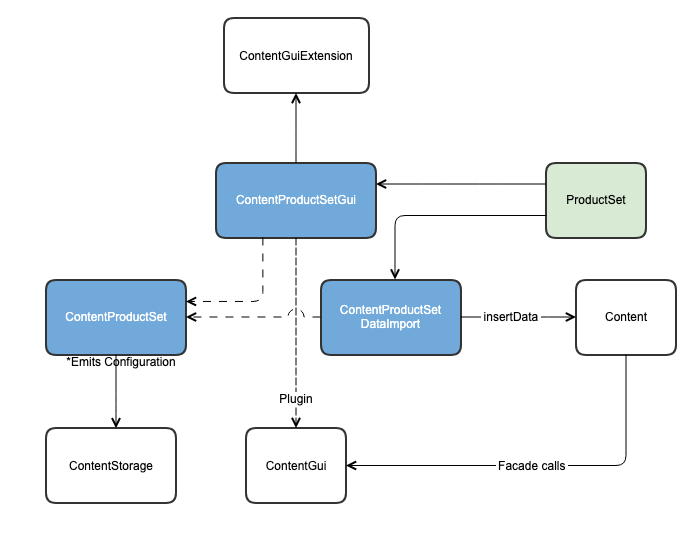 ContentGuiExtension
ContentProductSetGui
ProductSet
ContentProductSet
ContentProductSet
DataImport
insertData
Content
*Emits Configuration
Plugin
ContentStorage
ContentGui
Facade calls